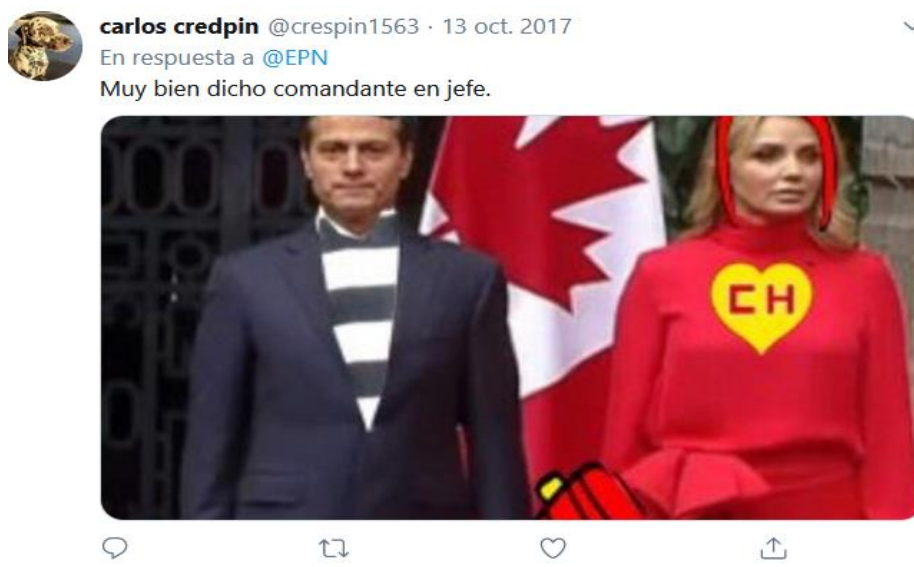 carlos credpin @crespin1563 · 13 oct. 2017
En respuesta a @EPN
Muy bien dicho comandante en jefe.
CH